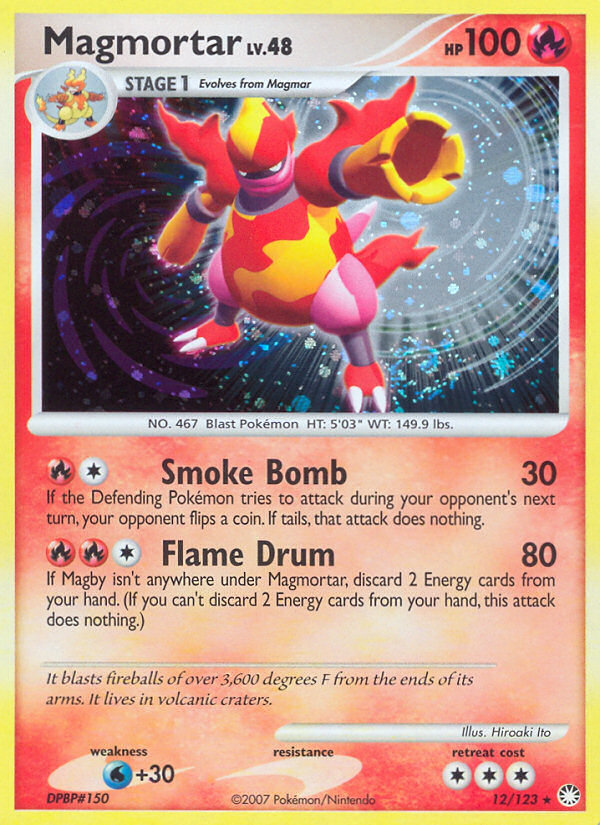 Magmortar LV.48
HP 100
STAGE 1 Evolves from Magmar
NO. 467 Blast Pokémon HT: 5'03" WT: 149.9 lbs.
Smoke Bomb 30
If the Defending Pokémon tries to attack during your opponent's next
turn, your opponent flips a coin. If tails, that attack does nothing.
Flame Drum 80
If Magby isn't anywhere under Magmortar, discard 2 Energy cards from
your hand. (If you can't discard 2 Energy cards from your hand, this attack
does nothing.)
It blasts fireballs of over 3,600 degrees F from the ends of its
arms. It lives in volcanic craters.
Illus. Hiroaki Ito
weakness resistance retreat cost
+30
DPBP#150 ©2007 Pokémon/Nintendo 12/123 ★